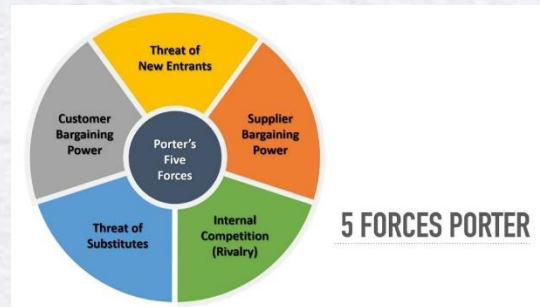 Threat of
New Entrants
Customer
Bargaining
Power
Supplier
Bargaining
Power
Porter's
Five
Forces
Threat of
Substitutes
Internal
Competition
(Rivalry)
5 FORCES PORTER